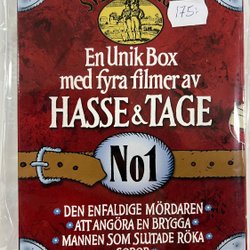 175:-
En Unik Box
med fyra filmer av
HASSE & TAGE
No1
• DEN ENFALDIGE MÖRDAREN
• ATT ANGÖRA EN BRYGGA •
• MANNEN SOM SLUTADE RÖKA